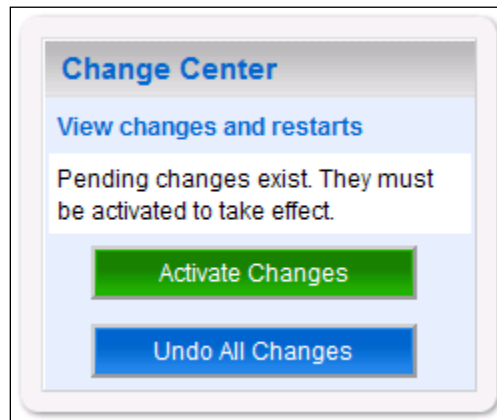 Change Center
View changes and restarts
Pending changes exist. They must
be activated to take effect.
Activate Changes
Undo All Changes